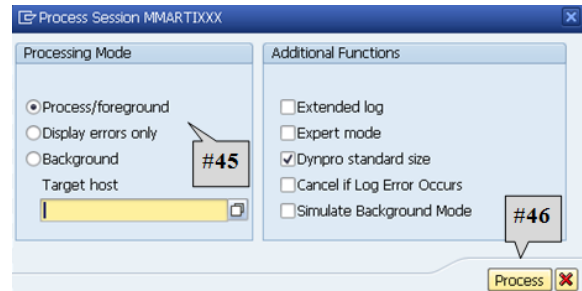 Process Session MMARTIXXX
Processing Mode
Process/foreground
Display errors only
Background
Target host
#45
Additional Functions
Extended log
Expert mode
Dynpro standard size
Cancel if Log Error Occurs
Simulate Background Mode
#46
Process